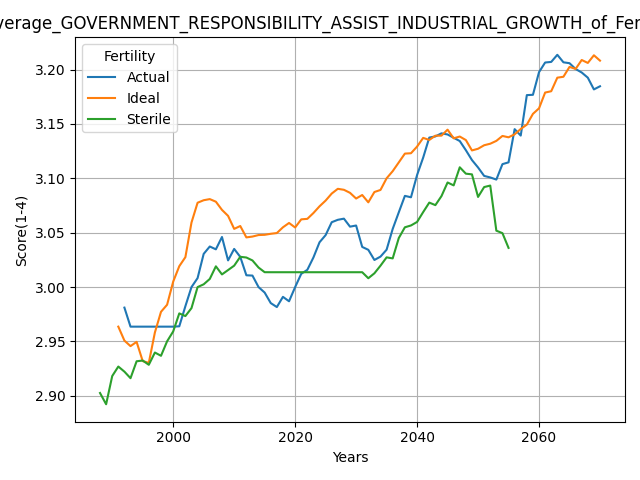 verage_GOVERNMENT_RESPONSIBILITY_ASSIST_INDUSTRIAL_GROWTH_of_Fer
Fertility
Actual
Ideal
Sterile
3.20
3.15
3.10
3.05
3.00
2.95
2.90
Score(1-4)
2000 2020 2040 2060
Years